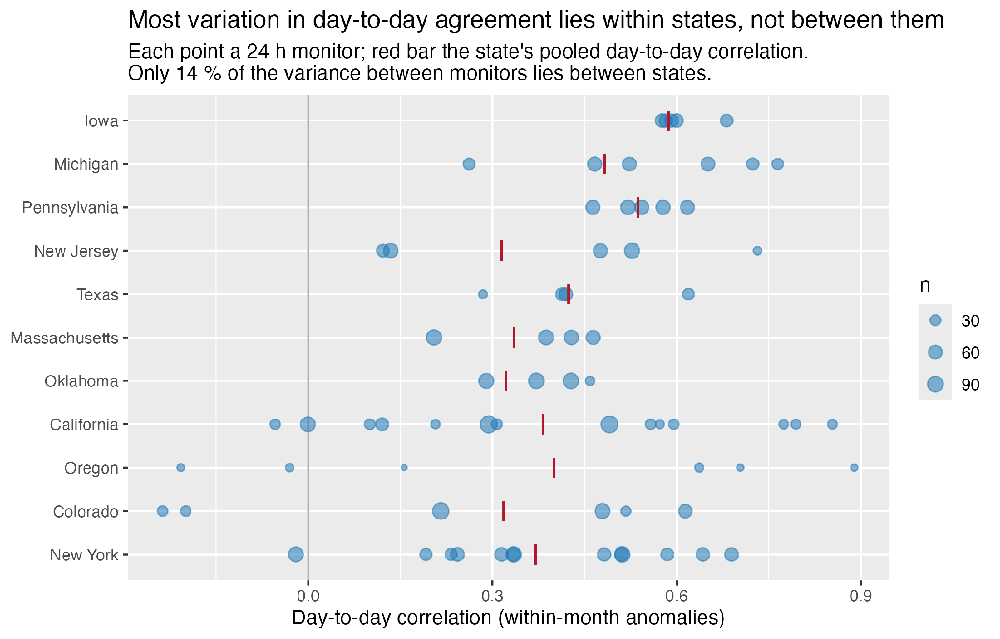 Most variation in day-to-day agreement lies within states, not between them
Each point a 24 h monitor; red bar the state's pooled day-to-day correlation.
Only 14 % of the variance between monitors lies between states.
Iowa
Michigan
Pennsylvania
New Jersey
Texas
Massachusetts
Oklahoma
California
Oregon
Colorado
New York
0.0 0.3 0.6 0.9
Day-to-day correlation (within-month anomalies)
n
30
60
90